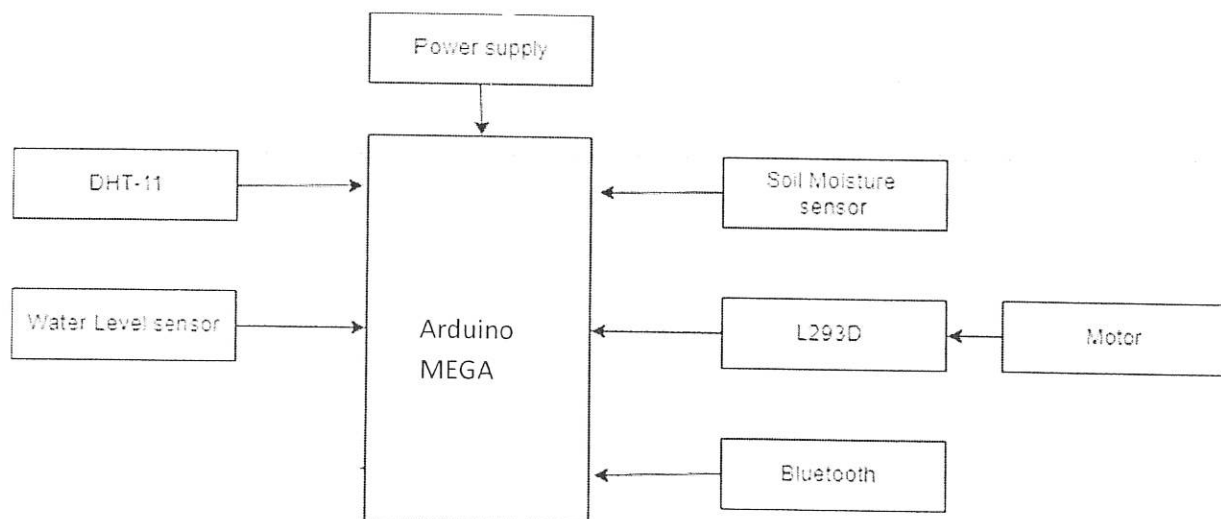 Power supply
DHT-11
Soil Moisture
sensor
Water Level sensor
Arduino
MEGA
L293D
Motor
Bluetooth